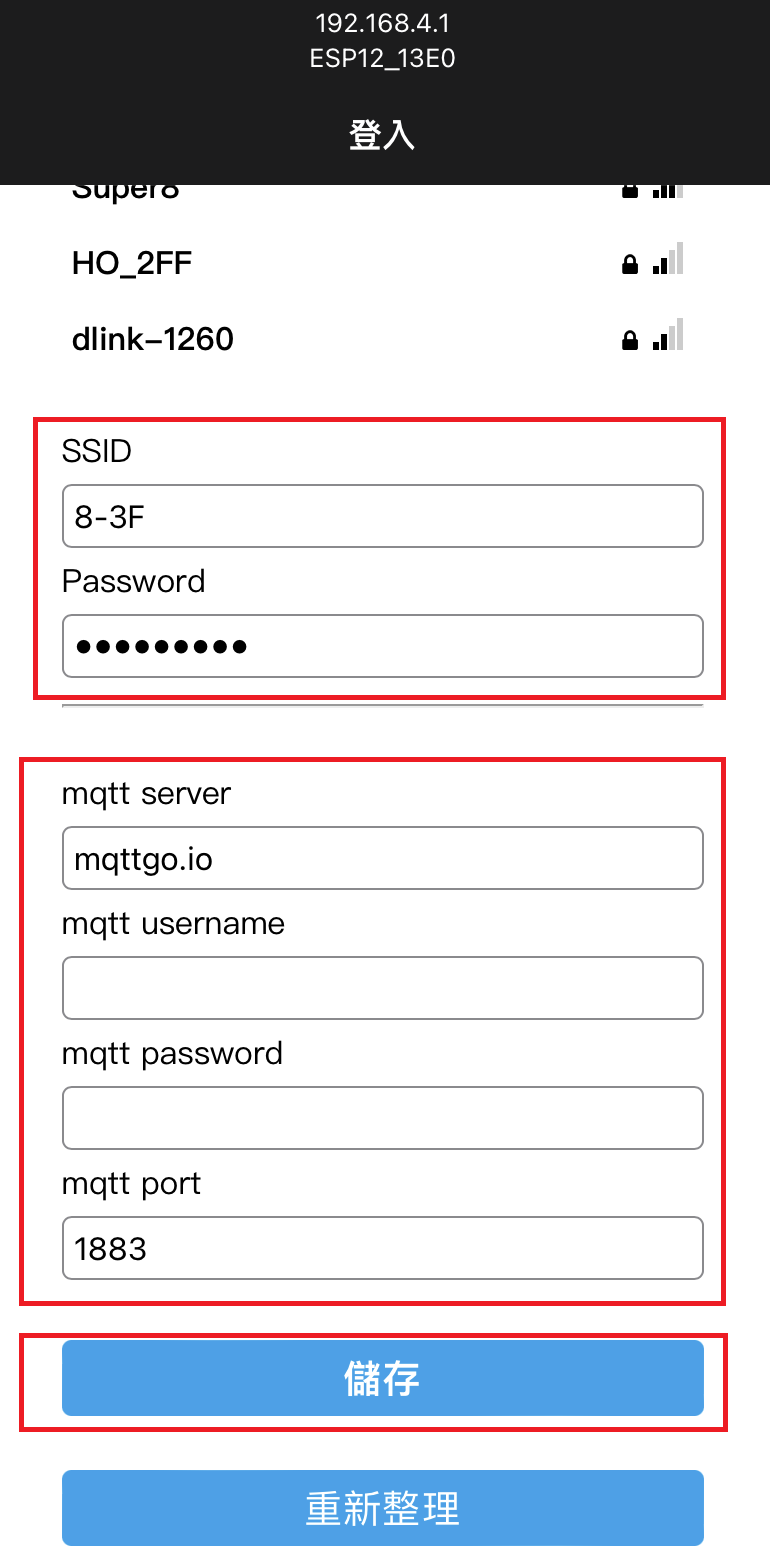 192.168.4.1
ESP12_13E0
登入
Super8
HO_2FF
dlink-1260
SSID
8-3F
Password
•••••••••
mqtt server
mqttgo.io
mqtt username
mqtt password
mqtt port
1883
儲存
重新整理